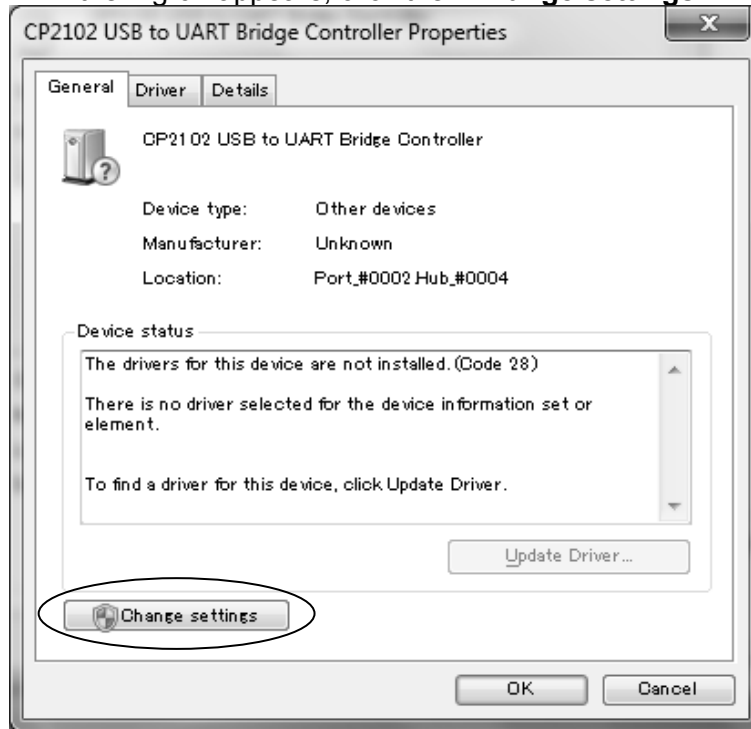 CP2102 USB to UART Bridge Controller Properties
X
General Driver Details
CP2102 USB to UART Bridge Controller
Device type: Other devices
Manufacturer: Unknown
Location: Port_#0002.Hub_#0004
Device status
The drivers for this device are not installed. (Code 28)
There is no driver selected for the device information set or
element.
To find a driver for this device, click Update Driver.
Update Driver...
Change settings
OK Cancel